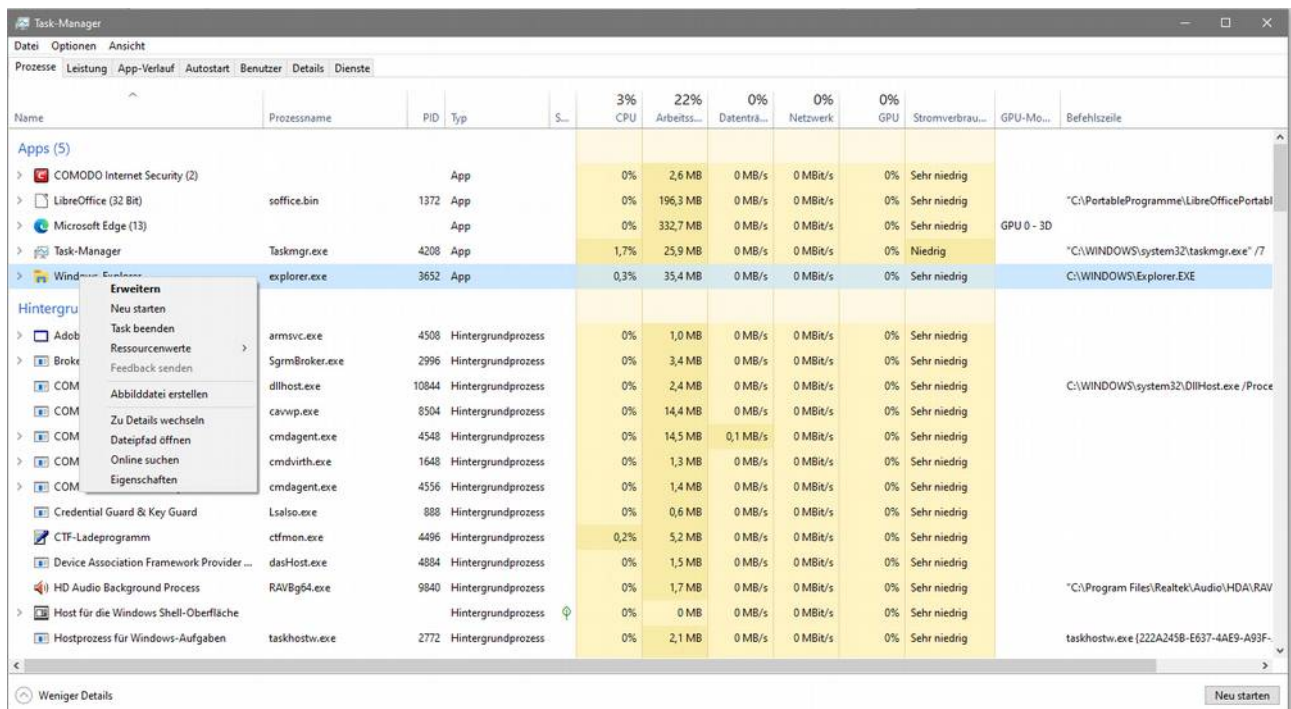 Task-Manager
Datei Optionen Ansicht
Prozesse Leistung App-Verlauf Autostart Benutzer Details Dienste
3% 22% 0% 0% 0%
Name Prozessname PID Typ S... CPU Arbeitss... Datenträ... Netzwerk GPU Stromverbrau... GPU-Mo... Befehlszeile
Apps (5)
COMODO Internet Security (2) App 0% 2,6 MB 0 MB/s 0 MBit/s 0% Sehr niedrig
LibreOffice (32 Bit) soffice.bin 1372 App 0% 196,3 MB 0 MB/s 0 MBit/s 0% Sehr niedrig "C:\PortableProgramme\LibreOfficePortabl
Microsoft Edge (13) App 0% 332,7 MB 0 MB/s 0 MBit/s 0% Sehr niedrig GPU 0 - 3D
Task-Manager Taskmgr.exe 4208 App 1,7% 25,9 MB 0 MB/s 0 MBit/s 0% Niedrig "C:\WINDOWS\system32\taskmgr.exe" /7
Windows-Explorer explorer.exe 3652 App 0,3% 35,4 MB 0 MB/s 0 MBit/s 0% Sehr niedrig C:\WINDOWS\Explorer.EXE
Erweitern
Neu starten
Task beenden
Ressourcenwerte
Feedback senden
Abbilddatei erstellen
Zu Details wechseln
Dateipfad öffnen
Online suchen
Eigenschaften
Hintergru
Adob armsvc.exe 4508 Hintergrundprozess 0% 1,0 MB 0 MB/s 0 MBit/s 0% Sehr niedrig
Broke SgrmBroker.exe 2996 Hintergrundprozess 0% 3,4 MB 0 MB/s 0 MBit/s 0% Sehr niedrig
COM dllhost.exe 10844 Hintergrundprozess 0% 2,4 MB 0 MB/s 0 MBit/s 0% Sehr niedrig C:\WINDOWS\system32\DllHost.exe /Proce
COM cavwp.exe 8504 Hintergrundprozess 0% 14,4 MB 0 MB/s 0 MBit/s 0% Sehr niedrig
COM cmdagent.exe 4548 Hintergrundprozess 0% 14,5 MB 0,1 MB/s 0 MBit/s 0% Sehr niedrig
COM cmdvirth.exe 1648 Hintergrundprozess 0% 1,3 MB 0 MB/s 0 MBit/s 0% Sehr niedrig
COM cmdagent.exe 4556 Hintergrundprozess 0% 1,4 MB 0 MB/s 0 MBit/s 0% Sehr niedrig
Credential Guard & Key Guard Lsalso.exe 888 Hintergrundprozess 0% 0,6 MB 0 MB/s 0 MBit/s 0% Sehr niedrig
CTF-Ladeprogramm ctfmon.exe 4496 Hintergrundprozess 0,2% 5,2 MB 0 MB/s 0 MBit/s 0% Sehr niedrig
Device Association Framework Provider ... dasHost.exe 4884 Hintergrundprozess 0% 1,5 MB 0 MB/s 0 MBit/s 0% Sehr niedrig
HD Audio Background Process RAVBg64.exe 9840 Hintergrundprozess 0% 1,7 MB 0 MB/s 0 MBit/s 0% Sehr niedrig "C:\Program Files\Realtek\Audio\HDA\RAV
Host für die Windows Shell-Oberfläche Hintergrundprozess 0% 0 MB 0 MB/s 0 MBit/s 0% Sehr niedrig
Hostprozess für Windows-Aufgaben taskhostw.exe 2772 Hintergrundprozess 0% 2,1 MB 0 MB/s 0 MBit/s 0% Sehr niedrig taskhostw.exe {222A245B-E637-4AE9-A93F-
Weniger Details Neu starten